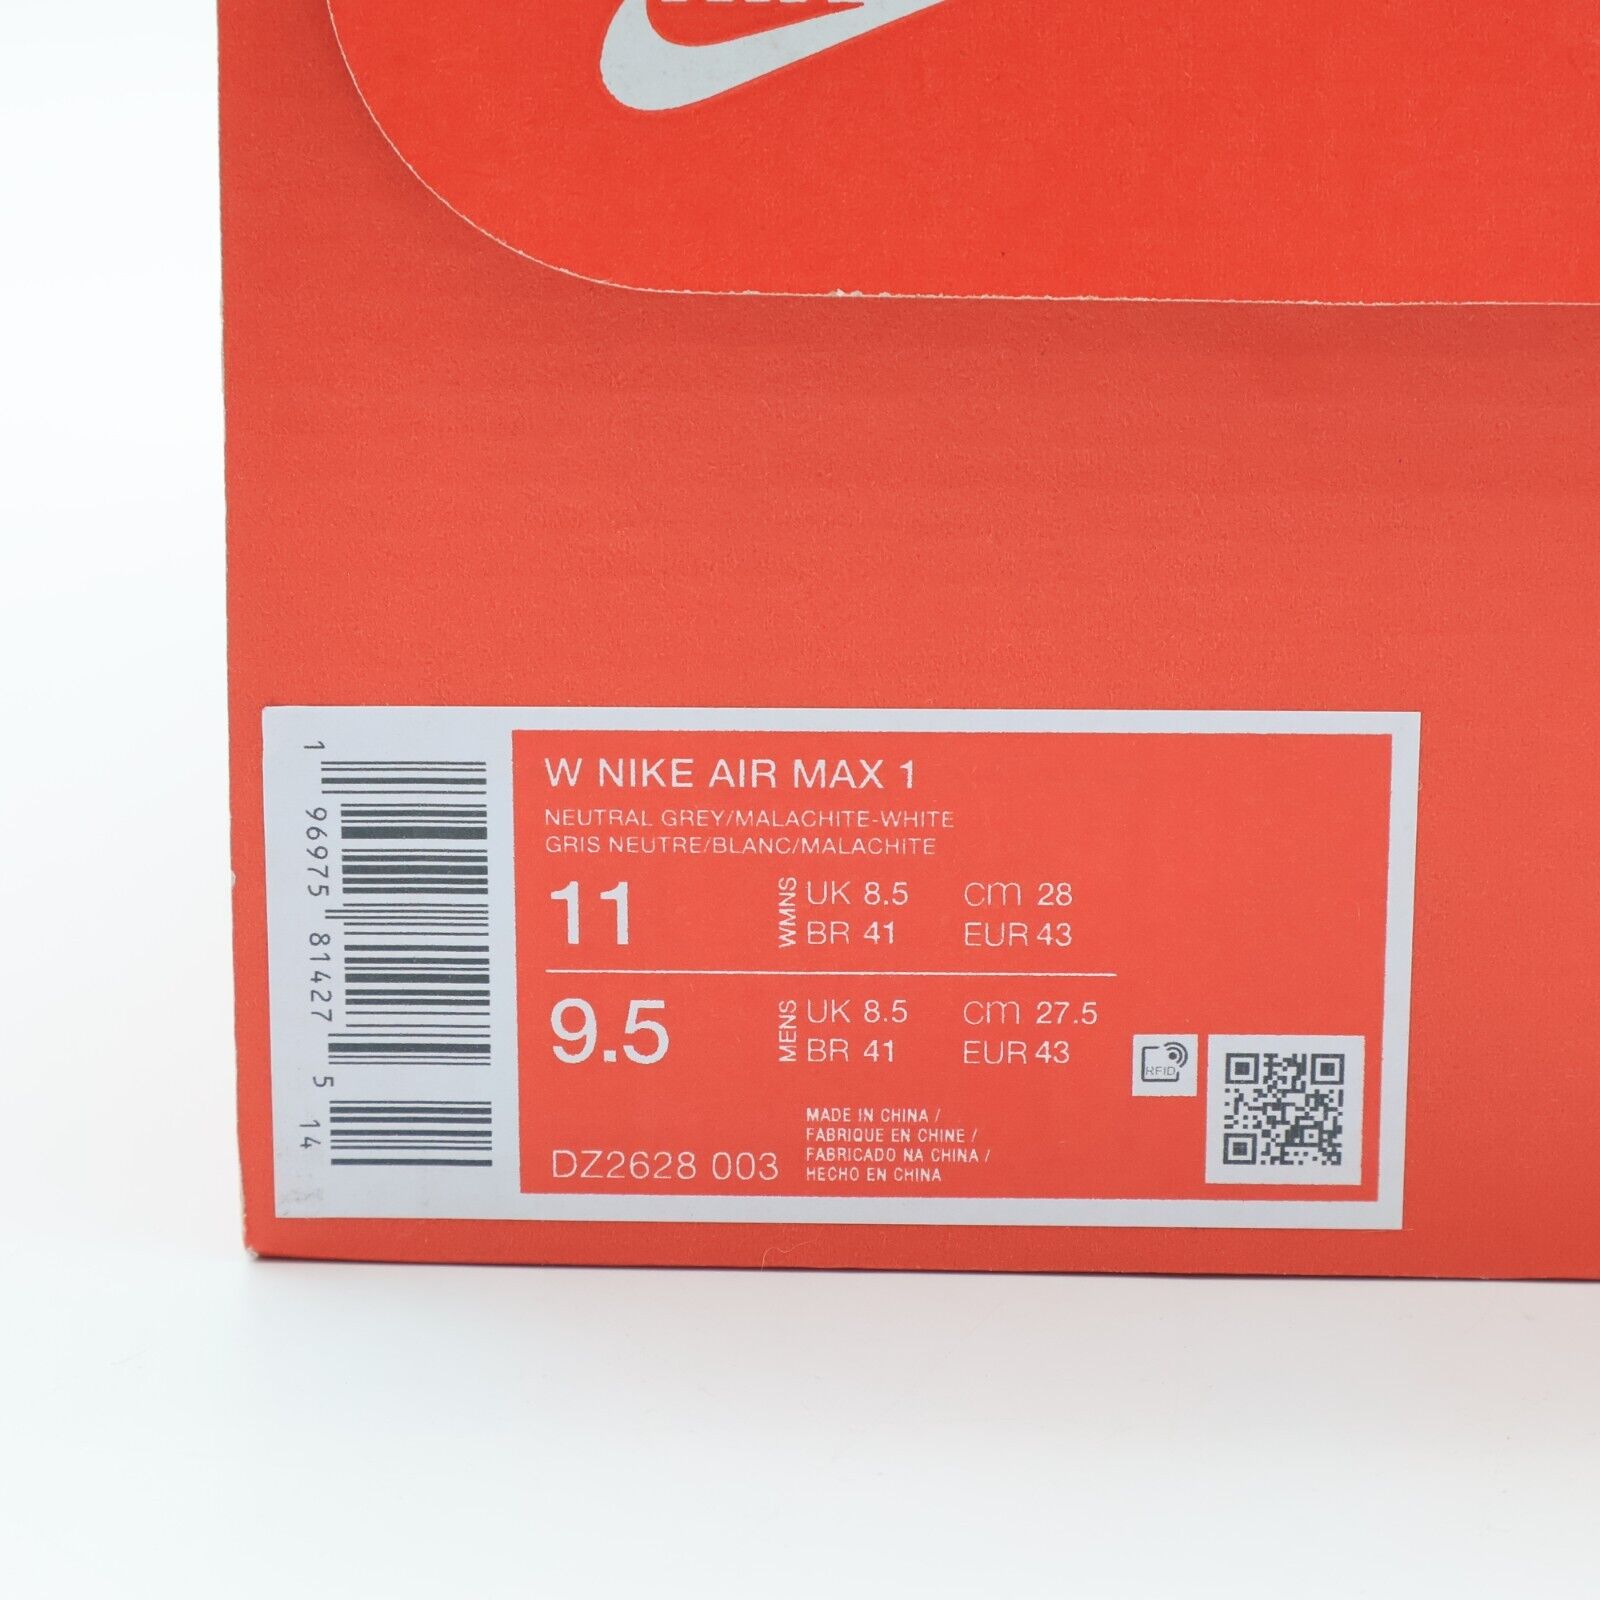 W NIKE AIR MAX 1
NEUTRAL GREY/MALACHITE-WHITE
GRIS NEUTRE/BLANC/MALACHITE
11 WMNS UK 8.5 cm 28
BR 41 EUR 43
9.5 MENS UK 8.5 cm 27.5
BR 41 EUR 43
RFID
MADE IN CHINA /
FABRIQUE EN CHINE /
FABRICADO NA CHINA /
HECHO EN CHINA
DZ2628 003
1 96975 81427 5 14